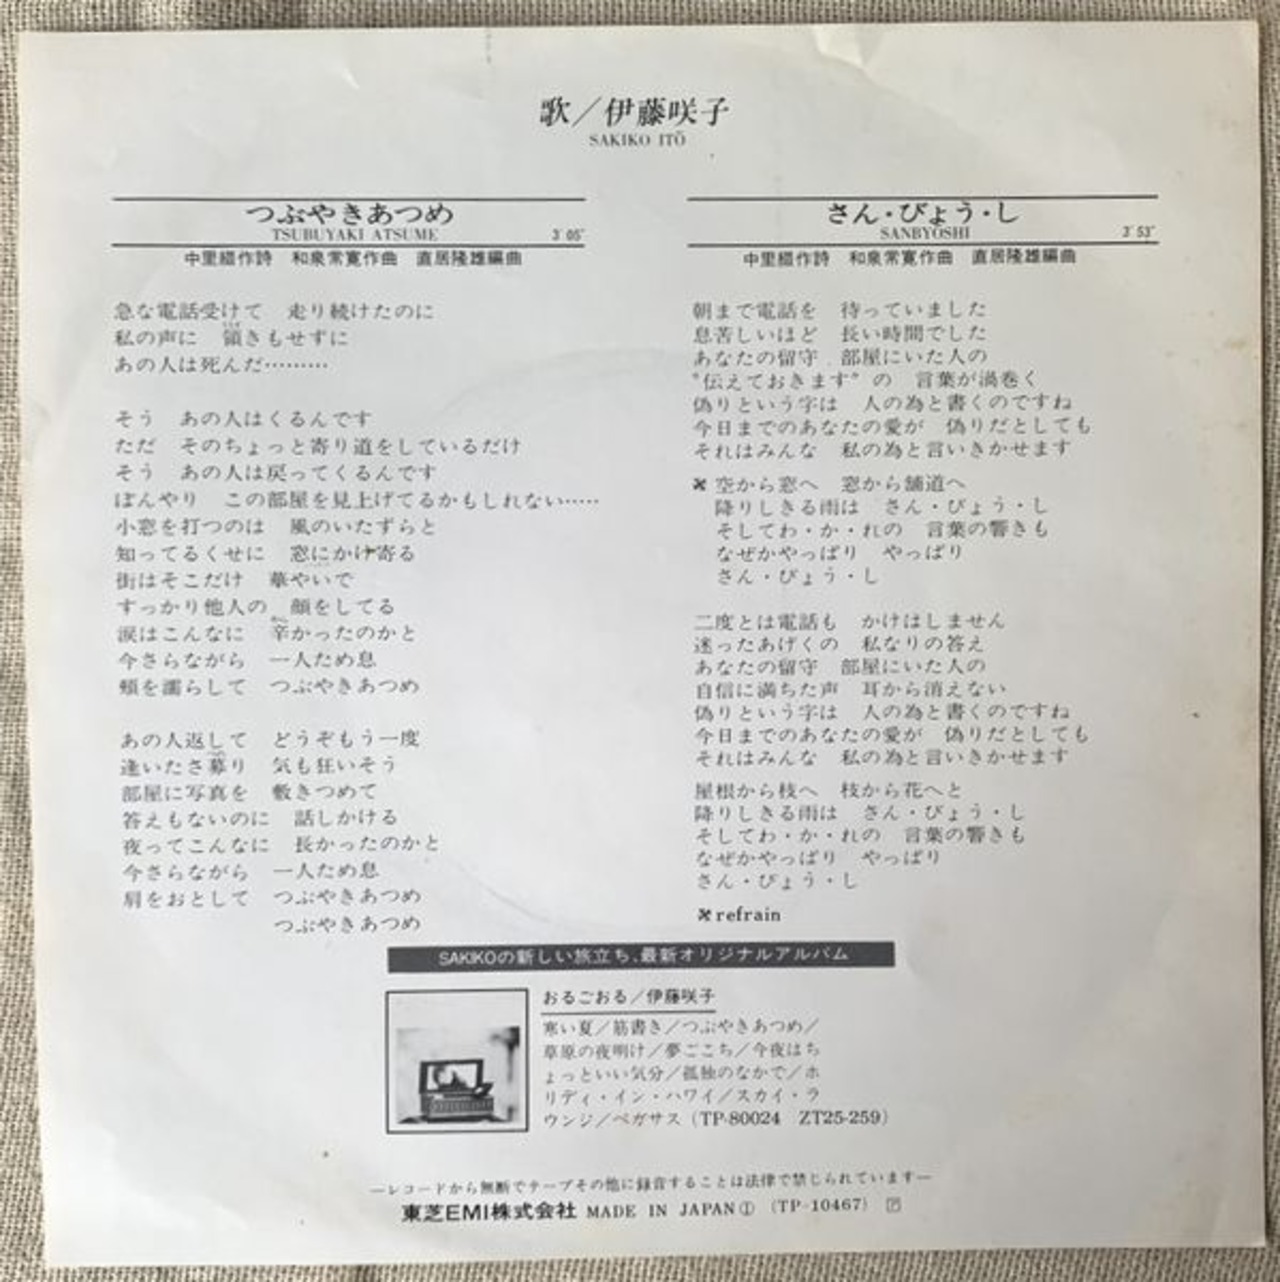 歌／伊藤咲子
SAKIKO ITŌ
つぶやきあつめ
TSUBUYAKI ATSUME 3′05″
中里綴作詩 和泉常寛作曲 直居隆雄編曲
急な電話受けて 走り続けたのに
私の声に 領きもせずに
あの人は死んだ………
そう あの人はくるんです
ただ そのちょっと寄り道をしているだけ
そう あの人は戻ってくるんです
ぼんやり この部屋を見上げてるかもしれない……
小窓を打つのは 風のいたずらと
知ってるくせに 窓にかけ寄る
街はそこだけ 華やいで
すっかり他人の 顔をしてる
涙はこんなに 辛かったのかと
今さらながら 一人ため息
頬を濡らして つぶやきあつめ
あの人返して どうぞもう一度
逢いたさ募り 気も狂いそう
部屋に写真を 敷きつめて
答えもないのに 話しかける
夜ってこんなに 長かったのかと
今さらながら 一人ため息
肩をおとして つぶやきあつめ
つぶやきあつめ
さん・びょう・し
SANBYŌSHI 3′53″
中里綴作詩 和泉常寛作曲 直居隆雄編曲
朝まで電話を 待っていました
息苦しいほど 長い時間でした
あなたの留守 部屋にいた人の
〝伝えておきます〟の 言葉が渦巻く
偽りという字は 人の為と書くのですね
今日までのあなたの愛が 偽りだとしても
それはみんな 私の為と言いきかせます
※空から窓へ 窓から舗道へ
降りしきる雨は さん・びょう・し
そしてわ・か・れの 言葉の響きも
なぜかやっぱり やっぱり
さん・びょう・し
二度とは電話も かけはしません
迷ったあげくの 私なりの答え
あなたの留守 部屋にいた人の
自信に満ちた声 耳から消えない
偽りという字は 人の為と書くのですね
今日までのあなたの愛が 偽りだとしても
それはみんな 私の為と言いきかせます
屋根から枝へ 枝から花へと
降りしきる雨は さん・びょう・し
そしてわ・か・れの 言葉の響きも
なぜかやっぱり やっぱり
さん・びょう・し
※refrain
SAKIKOの新しい旅立ち、最新オリジナルアルバム
おるごおる／伊藤咲子
寒い夏／筋書き／つぶやきあつめ／
草原の夜明け／夢ごこち／今夜はち
ょっといい気分／孤独のなかで／ホ
リディ・イン・ハワイ／スカイ・ラ
ウンジ／ペガサス（TP-80024 ZT25-259）
―レコードから無断でテープその他に録音することは法律で禁じられています―
東芝EMI株式会社 MADE IN JAPAN① （TP-10467） Ⓟ